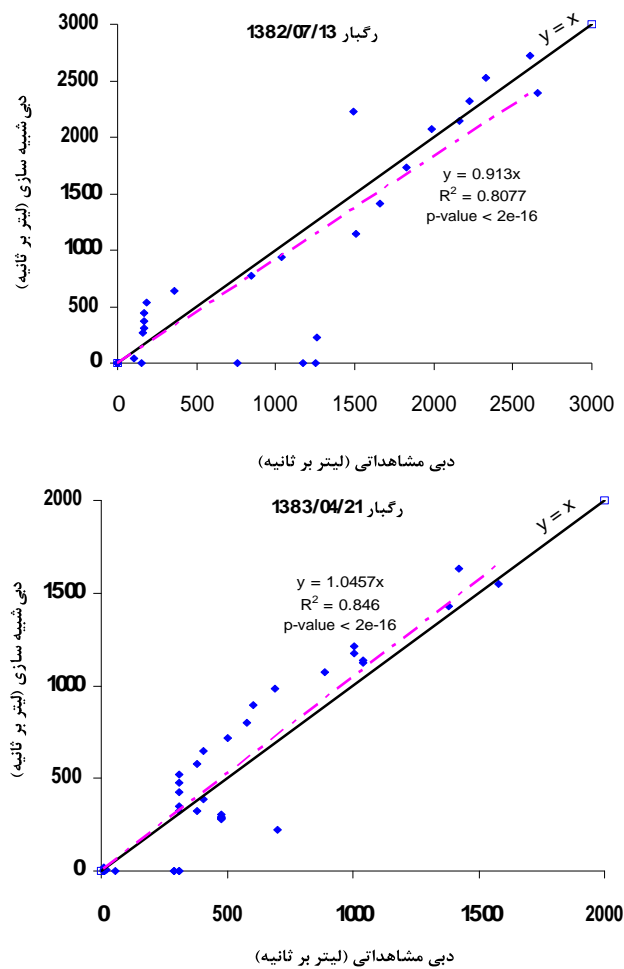 رگبار 1382/07/13
y = x
3000
2500
2000
1500
1000
500
0
دبی شبیه سازی (لیتر بر ثانیه)
y = 0.913x
R² = 0.8077
p-value < 2e-16
0 500 1000 1500 2000 2500 3000
دبی مشاهداتی (لیتر بر ثانیه)
رگبار 1383/04/21
y = x
2000
1500
1000
500
0
دبی شبیه سازی (لیتر بر ثانیه)
y = 1.0457x
R² = 0.846
p-value < 2e-16
0 500 1000 1500 2000
دبی مشاهداتی (لیتر بر ثانیه)